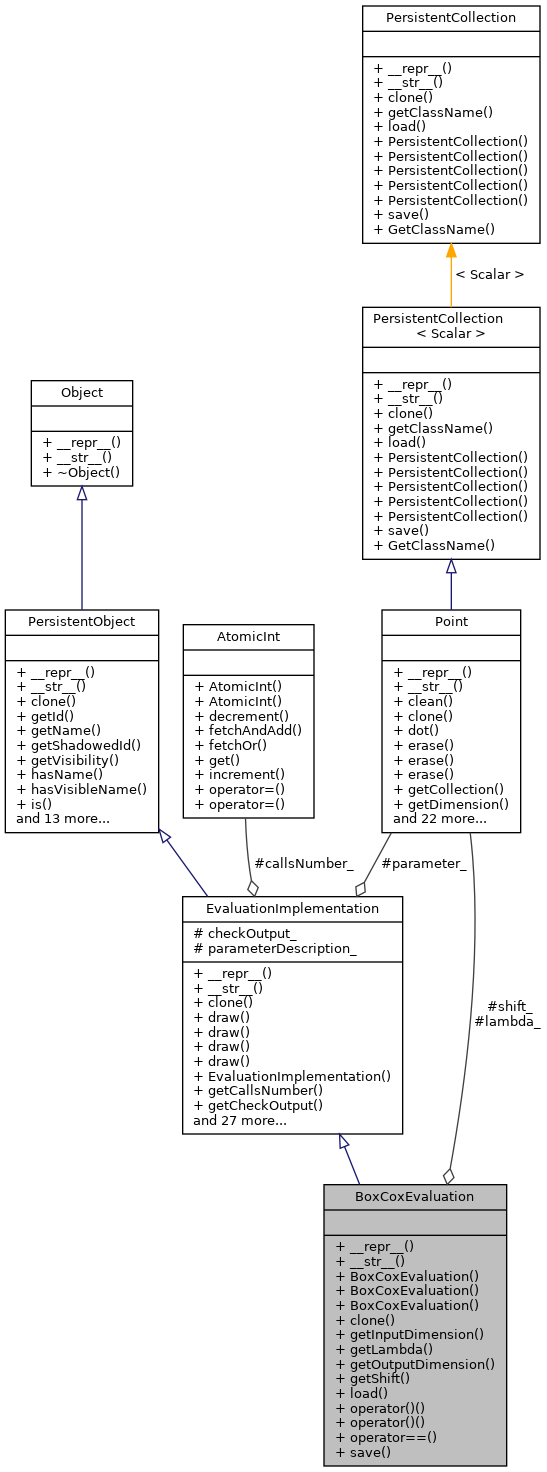 PersistentCollection
+ __repr__()
+ __str__()
+ clone()
+ getClassName()
+ load()
+ PersistentCollection()
+ PersistentCollection()
+ PersistentCollection()
+ PersistentCollection()
+ PersistentCollection()
+ save()
+ GetClassName()
< Scalar >
PersistentCollection
< Scalar >
+ __repr__()
+ __str__()
+ clone()
+ getClassName()
+ load()
+ PersistentCollection()
+ PersistentCollection()
+ PersistentCollection()
+ PersistentCollection()
+ PersistentCollection()
+ save()
+ GetClassName()
Object
+ __repr__()
+ __str__()
+ ~Object()
PersistentObject
+ __repr__()
+ __str__()
+ clone()
+ getId()
+ getName()
+ getShadowedId()
+ getVisibility()
+ hasName()
+ hasVisibleName()
+ is()
and 13 more...
AtomicInt
+ AtomicInt()
+ AtomicInt()
+ decrement()
+ fetchAndAdd()
+ fetchOr()
+ get()
+ increment()
+ operator=()
+ operator=()
Point
+ __repr__()
+ __str__()
+ clean()
+ clone()
+ dot()
+ erase()
+ erase()
+ erase()
+ getCollection()
+ getDimension()
and 22 more...
#callsNumber_
#parameter_
EvaluationImplementation
# checkOutput_
# parameterDescription_
+ __repr__()
+ __str__()
+ clone()
+ draw()
+ draw()
+ draw()
+ draw()
+ EvaluationImplementation()
+ getCallsNumber()
+ getCheckOutput()
and 27 more...
#shift_
#lambda_
BoxCoxEvaluation
+ __repr__()
+ __str__()
+ BoxCoxEvaluation()
+ BoxCoxEvaluation()
+ BoxCoxEvaluation()
+ clone()
+ getInputDimension()
+ getLambda()
+ getOutputDimension()
+ getShift()
+ load()
+ operator()()
+ operator()()
+ operator==()
+ save()